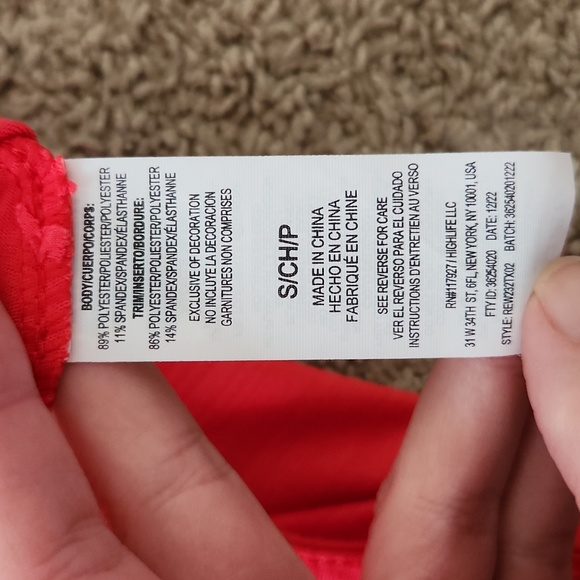 BODY/CUERPO/CORPS:
89% POLYESTER/POLIESTER/POLYESTER
11% SPANDEX/SPANDEX/ÉLASTHANNE
TRIM/INSERTO/BORDURE:
86% POLYESTER/POLIESTER/POLYESTER
14% SPANDEX/SPANDEX/ÉLASTHANNE
EXCLUSIVE OF DECORATION
NO INCLUYE LA DECORACION
GARNITURES NON COMPRISES
S/CH/P
MADE IN CHINA
HECHO EN CHINA
FABRIQUÉ EN CHINE
SEE REVERSE FOR CARE
VER EL REVERSO PARA EL CUIDADO
INSTRUCTIONS D'ENTRETIEN AU VERSO
RN#117927 / HIGHLIFE LLC
31 W 34TH ST, 6FL, NEW YORK, NY 10001, USA
FTY ID: 36254020 DATE: 12/22
STYLE: REW2327X02 BATCH: 362540201222